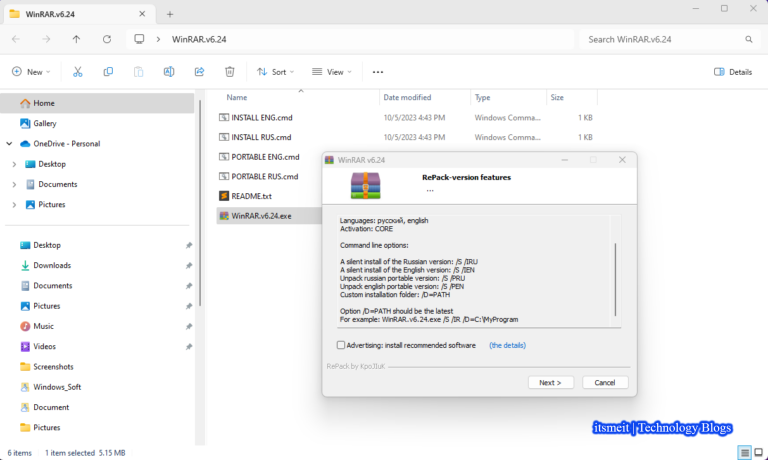 WinRAR.v6.24
WinRAR.v6.24
Search WinRAR.v6.24
New
Sort
View
Details
Home
Gallery
OneDrive - Personal
Desktop
Documents
Pictures
Desktop
Downloads
Documents
Pictures
Music
Videos
Screenshots
Windows_Soft
Document
Pictures
Name Date modified Type Size
INSTALL ENG.cmd 10/5/2023 4:43 PM Windows Comma... 1 KB
INSTALL RUS.cmd 10/5/2023 4:43 PM Windows Comma... 1 KB
PORTABLE ENG.cmd
PORTABLE RUS.cmd
README.txt
WinRAR.v6.24.exe
WinRAR v6.24
RePack-version features
...
Languages: русский, english
Activation: CORE
Command line options:
A silent install of the Russian version: /S /IRU
A silent install of the English version: /S /IEN
Unpack russian portable version: /S /PRU
Unpack english portable version: /S /PEN
Custom installation folder: /D=PATH
Option /D=PATH should be the latest
For example: WinRAR.v6.24.exe /S /IR /D=C:\MyProgram
Advertising: install recommended software (the details)
RePack by KpoJIuK
Next >
Cancel
itsmeit | Technology Blogs
6 items 1 item selected 5.15 MB